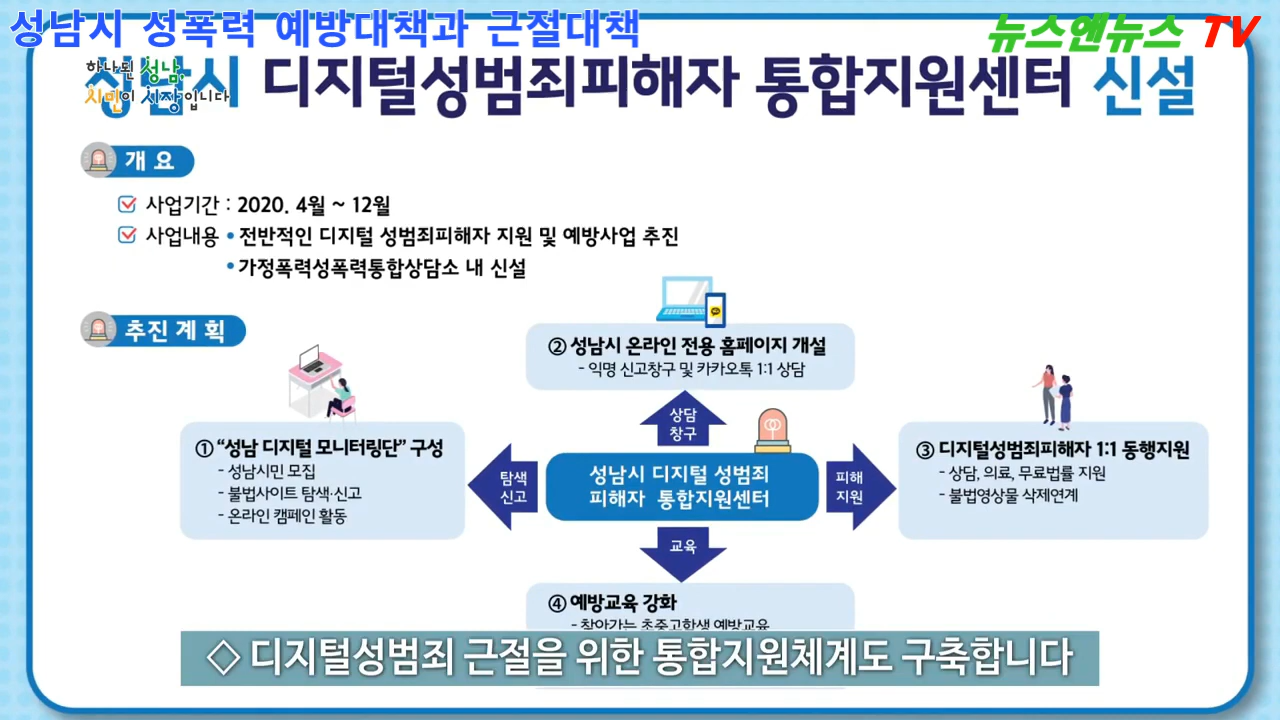 성남시 성폭력 예방대책과 근절대책
뉴스앤뉴스 TV
하나된 성남,
시민이 시장입니다
성남시 디지털성범죄피해자 통합지원센터 신설
개요
사업기간 : 2020. 4월 ~ 12월
사업내용 • 전반적인 디지털 성범죄피해자 지원 및 예방사업 추진
• 가정폭력성폭력통합상담소 내 신설
추진계획
② 성남시 온라인 전용 홈페이지 개설
- 익명 신고창구 및 카카오톡 1:1 상담
상담
창구
① "성남 디지털 모니터링단" 구성
- 성남시민 모집
- 불법사이트 탐색·신고
- 온라인 캠페인 활동
탐색
신고
성남시 디지털 성범죄
피해자 통합지원센터
피해
지원
③ 디지털성범죄피해자 1:1 동행지원
- 상담, 의료, 무료법률 지원
- 불법영상물 삭제연계
교육
④ 예방교육 강화
- 찾아가는 초중고학생 예방교육
◇ 디지털성범죄 근절을 위한 통합지원체계도 구축합니다